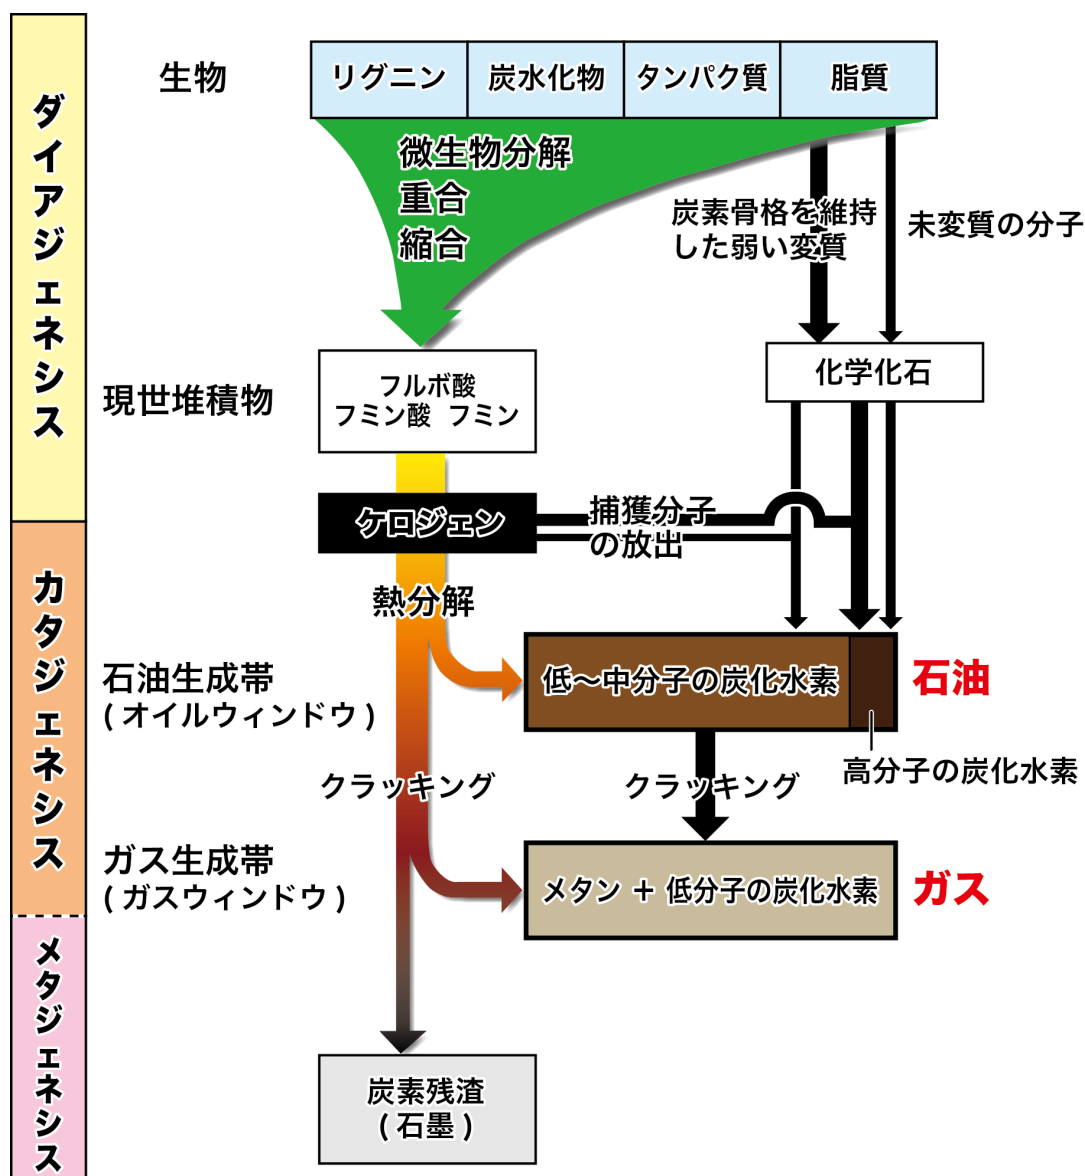 ダイアジェネシス
カタジェネシス
メタジェネシス
生物
リグニン
炭水化物
タンパク質
脂質
微生物分解
重合
縮合
炭素骨格を維持
した弱い変質
未変質の分子
現世堆積物
フルボ酸
フミン酸 フミン
化学化石
ケロジェン
捕獲分子
の放出
熱分解
石油生成帯
(オイルウィンドウ)
低〜中分子の炭化水素
石油
高分子の炭化水素
クラッキング
クラッキング
ガス生成帯
(ガスウィンドウ)
メタン + 低分子の炭化水素
ガス
炭素残渣
(石墨)